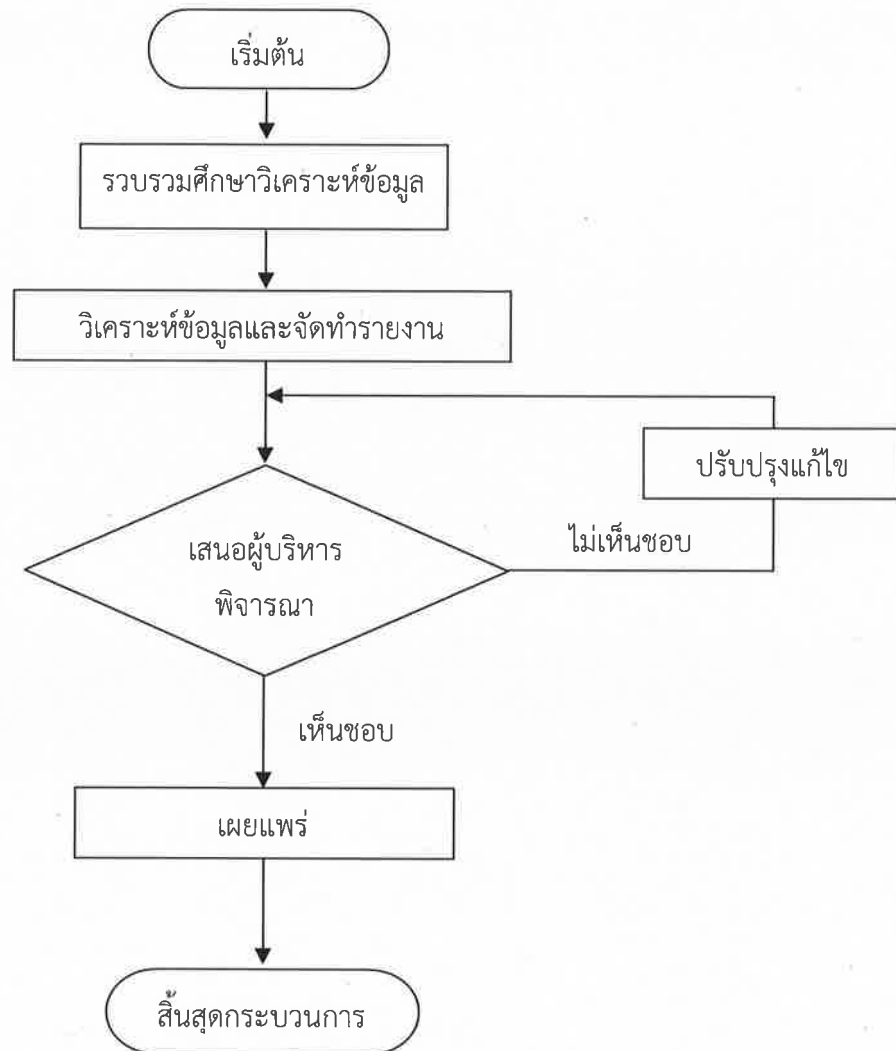 เริ่มต้น
รวบรวมศึกษาวิเคราะห์ข้อมูล
วิเคราะห์ข้อมูลและจัดทำรายงาน
ปรับปรุงแก้ไข
ไม่เห็นชอบ
เสนอผู้บริหาร
พิจารณา
เห็นชอบ
เผยแพร่
สิ้นสุดกระบวนการ